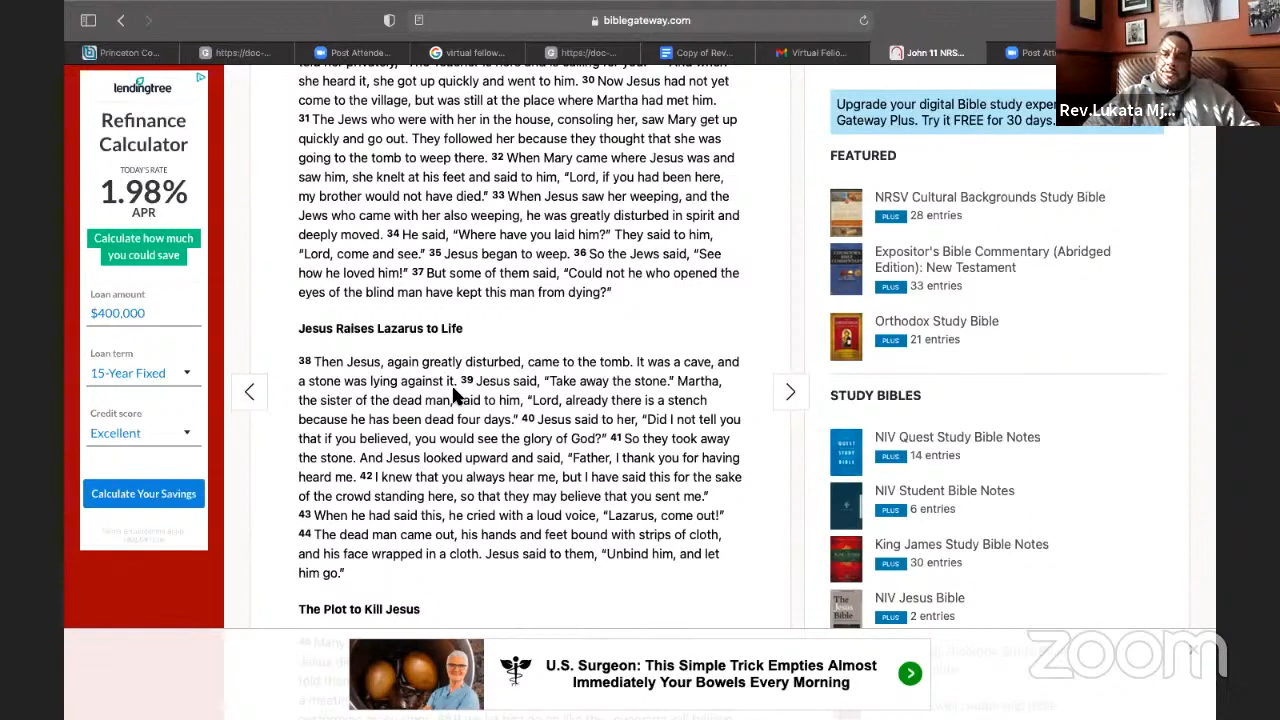 biblegateway.com
Princeton Co...
https://doc-...
Post Attende...
virtual fellow...
https://doc-...
Copy of Rev...
Virtual Fello...
John 11 NRS...
Post Att
Rev.Lukata Mj...
lendingtree
Refinance
Calculator
TODAY'S RATE
1.98%
APR
Calculate how much
you could save
Loan amount
$400,000
Loan term
15-Year Fixed
Credit score
Excellent
Calculate Your Savings
she heard it, she got up quickly and went to him. 30 Now Jesus had not yet
come to the village, but was still at the place where Martha had met him.
31 The Jews who were with her in the house, consoling her, saw Mary get up
quickly and go out. They followed her because they thought that she was
going to the tomb to weep there. 32 When Mary came where Jesus was and
saw him, she knelt at his feet and said to him, “Lord, if you had been here,
my brother would not have died.” 33 When Jesus saw her weeping, and the
Jews who came with her also weeping, he was greatly disturbed in spirit and
deeply moved. 34 He said, “Where have you laid him?” They said to him,
“Lord, come and see.” 35 Jesus began to weep. 36 So the Jews said, “See
how he loved him!” 37 But some of them said, “Could not he who opened the
eyes of the blind man have kept this man from dying?”
Jesus Raises Lazarus to Life
38 Then Jesus, again greatly disturbed, came to the tomb. It was a cave, and
a stone was lying against it. 39 Jesus said, “Take away the stone.” Martha,
the sister of the dead man, said to him, “Lord, already there is a stench
because he has been dead four days.” 40 Jesus said to her, “Did I not tell you
that if you believed, you would see the glory of God?” 41 So they took away
the stone. And Jesus looked upward and said, “Father, I thank you for having
heard me. 42 I knew that you always hear me, but I have said this for the sake
of the crowd standing here, so that they may believe that you sent me.”
43 When he had said this, he cried with a loud voice, “Lazarus, come out!”
44 The dead man came out, his hands and feet bound with strips of cloth,
and his face wrapped in a cloth. Jesus said to them, “Unbind him, and let
him go.”
The Plot to Kill Jesus
Upgrade your digital Bible study expe
Gateway Plus. Try it FREE for 30 days.
FEATURED
NRSV Cultural Backgrounds Study Bible
PLUS 28 entries
Expositor's Bible Commentary (Abridged
Edition): New Testament
PLUS 33 entries
Orthodox Study Bible
PLUS 21 entries
STUDY BIBLES
NIV Quest Study Bible Notes
PLUS 14 entries
NIV Student Bible Notes
PLUS 6 entries
King James Study Bible Notes
PLUS 30 entries
NIV Jesus Bible
PLUS 2 entries
U.S. Surgeon: This Simple Trick Empties Almost
Immediately Your Bowels Every Morning
zoom